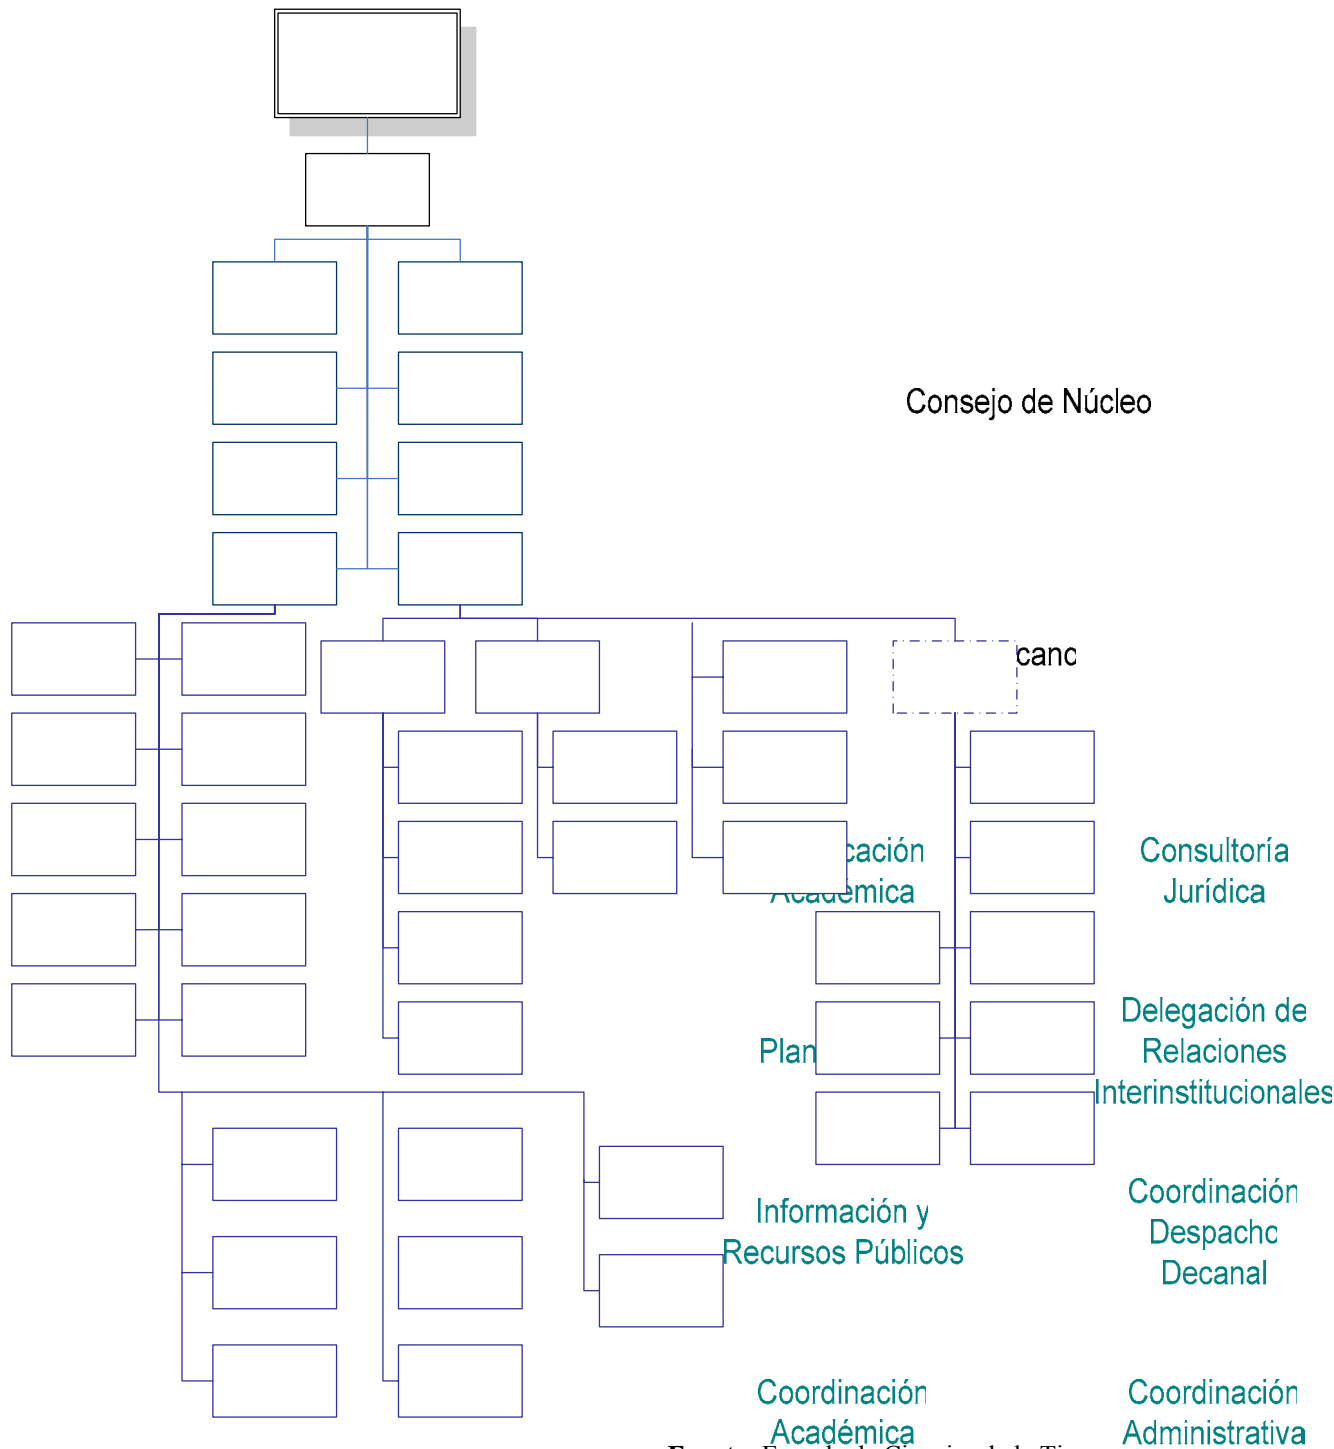 Consejo de Núcleo
cano
cación
Académica
Consultoría
Jurídica
Plan
Delegación de
Relaciones
Interinstitucionales
Información y
Recursos Públicos
Coordinación
Despacho
Decanal
Coordinación
Académica
Coordinación
Administrativa